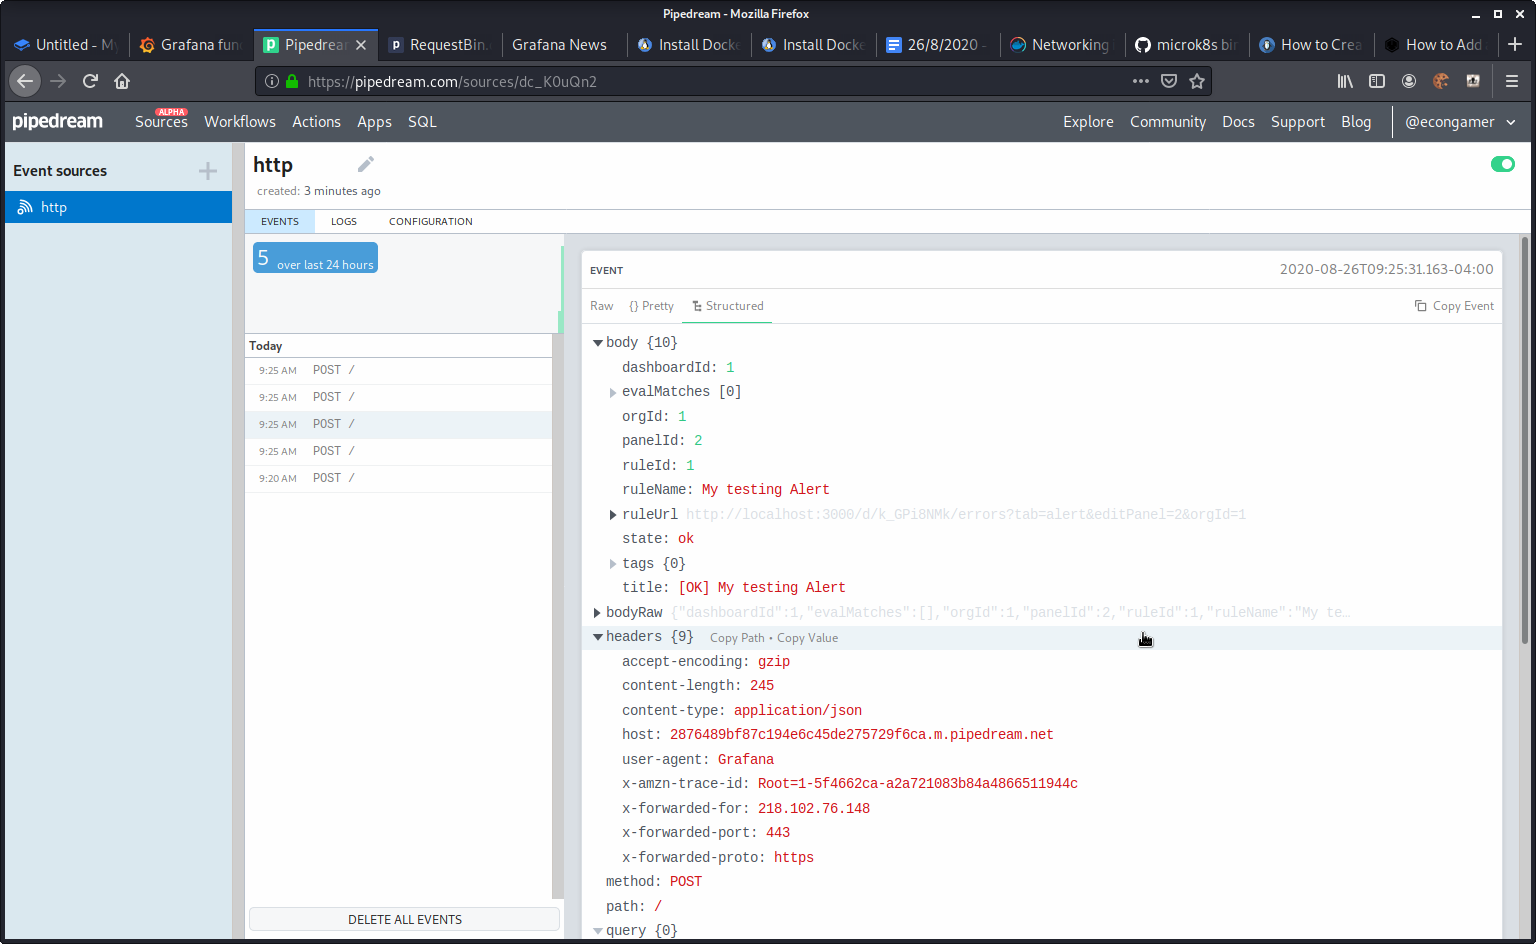 Pipedream - Mozilla Firefox
Untitled - My
Grafana fun
Pipedrea
RequestBin.
Grafana News
Install Docke
Install Docke
26/8/2020 -
Networking
microk8s bi
How to Crea
How to Add
https://pipedream.com/sources/dc_K0uQn2
pipedream
ALPHA
Sources Workflows Actions Apps SQL
Explore Community Docs Support Blog @econgamer
Event sources
http
http
created: 3 minutes ago
EVENTS LOGS CONFIGURATION
5 over last 24 hours
Today
9:25 AM POST /
9:25 AM POST /
9:25 AM POST /
9:25 AM POST /
9:20 AM POST /
DELETE ALL EVENTS
EVENT 2020-08-26T09:25:31.163-04:00
Raw {} Pretty Structured Copy Event
body {10}
dashboardId: 1
evalMatches [0]
orgId: 1
panelId: 2
ruleId: 1
ruleName: My testing Alert
ruleUrl http://localhost:3000/d/k_GPi8NMk/errors?tab=alert&editPanel=2&orgId=1
state: ok
tags {0}
title: [OK] My testing Alert
bodyRaw {"dashboardId":1,"evalMatches":[],"orgId":1,"panelId":2,"ruleId":1,"ruleName":"My te…
headers {9} Copy Path • Copy Value
accept-encoding: gzip
content-length: 245
content-type: application/json
host: 2876489bf87c194e6c45de275729f6ca.m.pipedream.net
user-agent: Grafana
x-amzn-trace-id: Root=1-5f4662ca-a2a721083b84a4866511944c
x-forwarded-for: 218.102.76.148
x-forwarded-port: 443
x-forwarded-proto: https
method: POST
path: /
query {0}